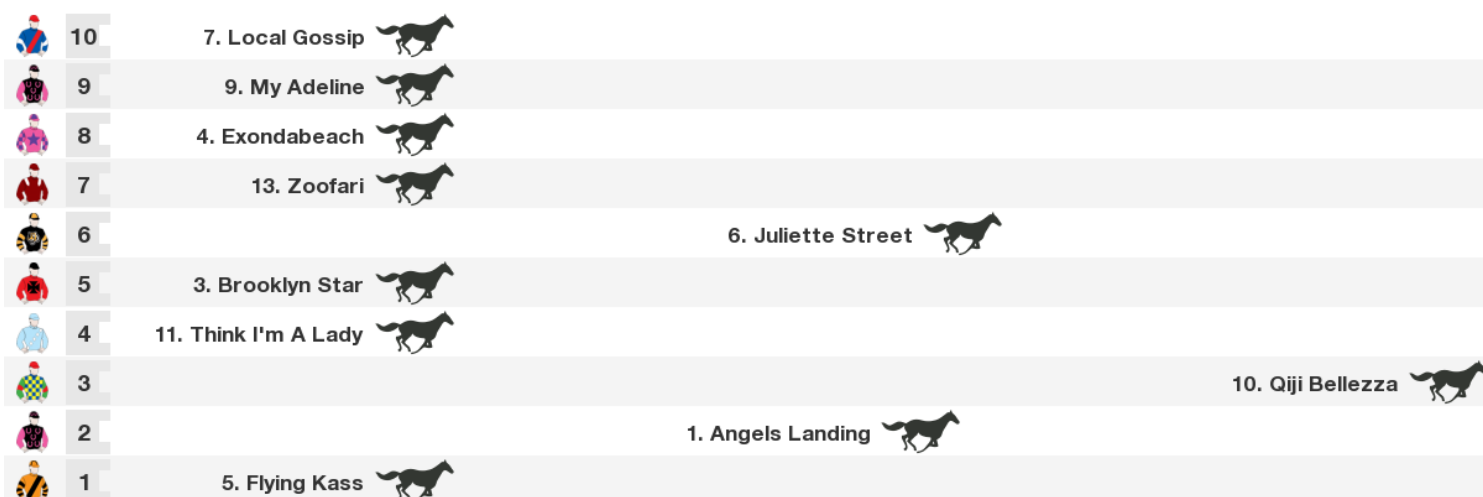 10 7. Local Gossip
9 9. My Adeline
8 4. Exondabeach
7 13. Zoofari
6 6. Juliette Street
5 3. Brooklyn Star
4 11. Think I'm A Lady
3 10. Qiji Bellezza
2 1. Angels Landing
1 5. Flying Kass